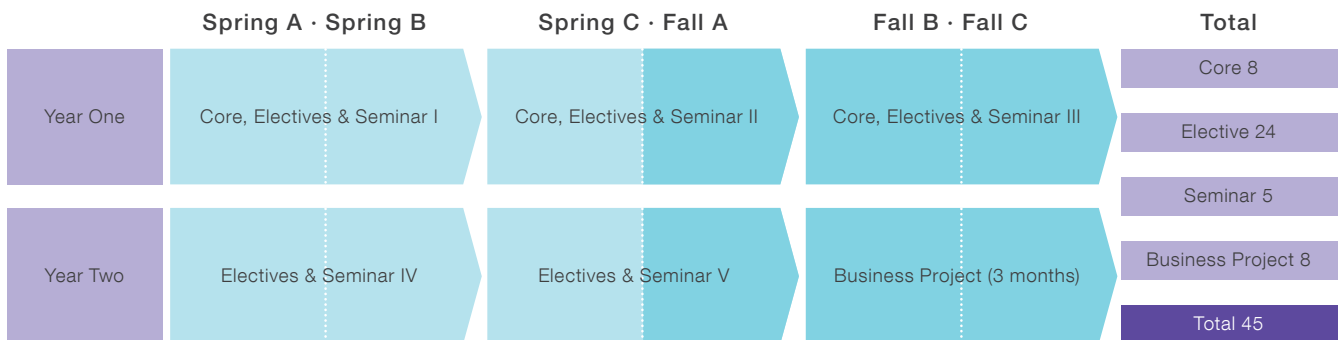 Spring A · Spring B
Spring C · Fall A
Fall B · Fall C
Total
Year One
Core, Electives & Seminar I
Core, Electives & Seminar II
Core, Electives & Seminar III
Year Two
Electives & Seminar IV
Electives & Seminar V
Business Project (3 months)
Core 8
Elective 24
Seminar 5
Business Project 8
Total 45